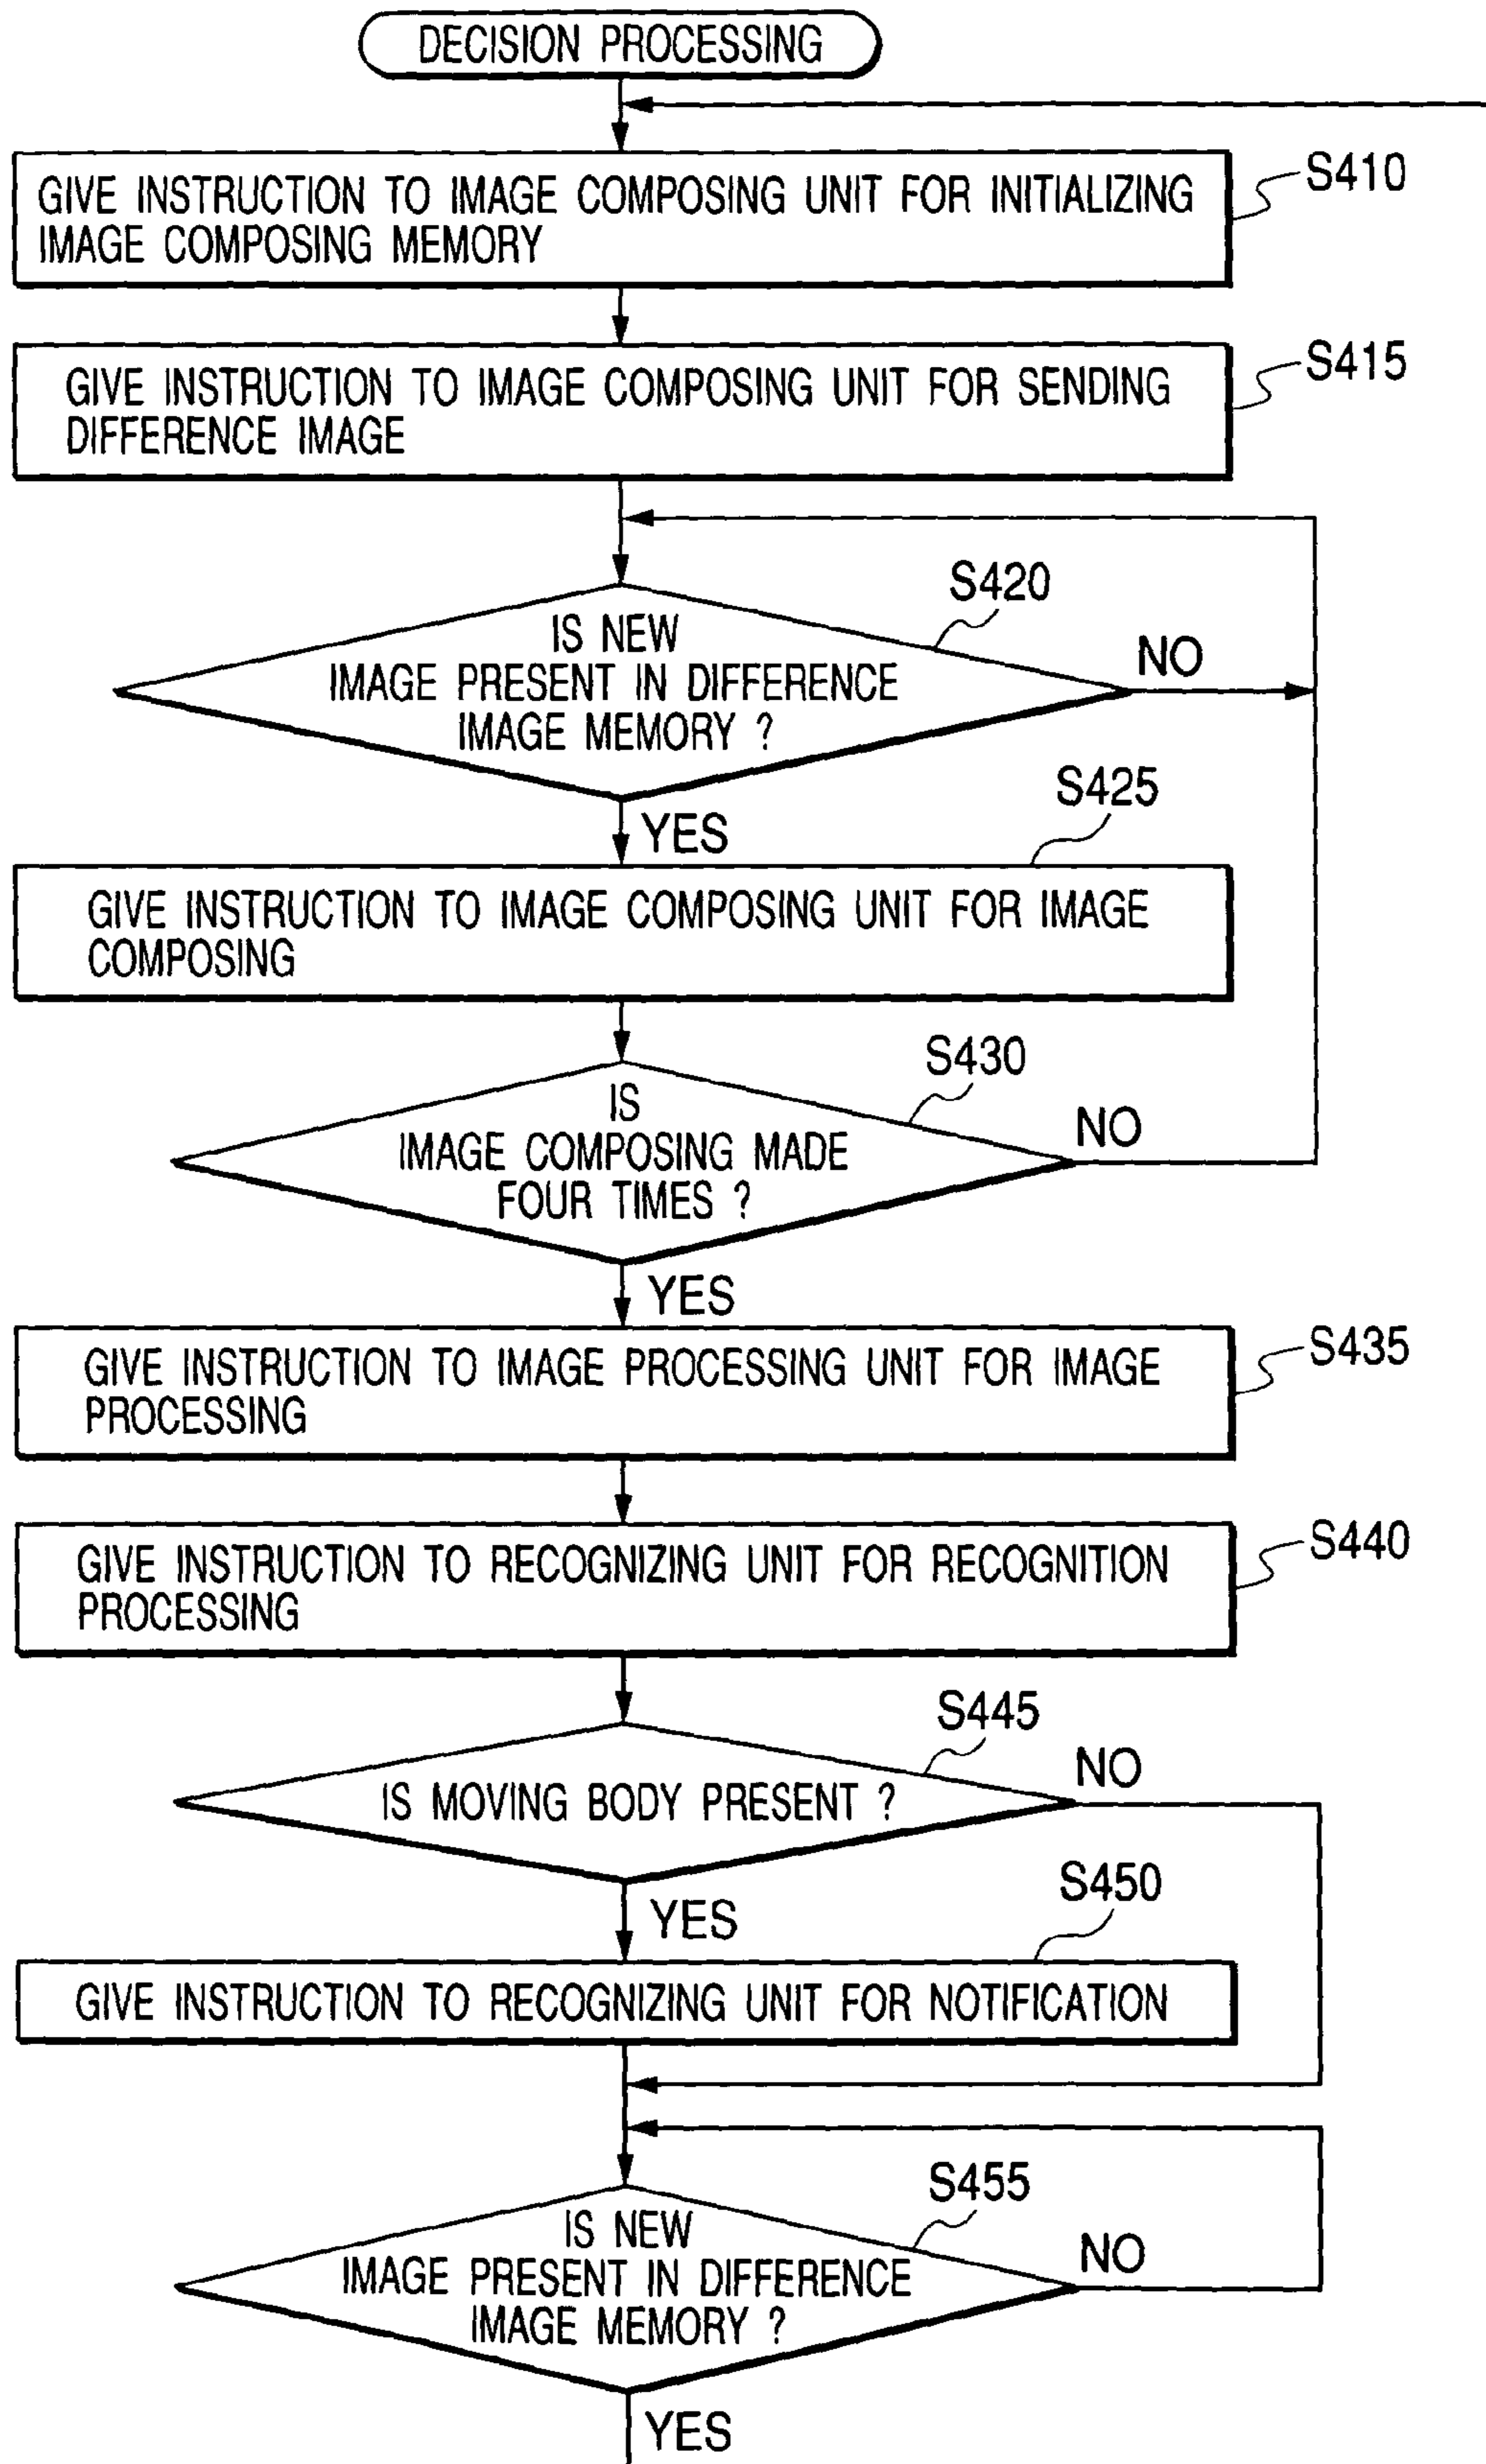 DECISION PROCESSING
GIVE INSTRUCTION TO IMAGE COMPOSING UNIT FOR INITIALIZING
IMAGE COMPOSING MEMORY
S410
GIVE INSTRUCTION TO IMAGE COMPOSING UNIT FOR SENDING
DIFFERENCE IMAGE
S415
S420
IS NEW
IMAGE PRESENT IN DIFFERENCE
IMAGE MEMORY ?
NO
YES
S425
GIVE INSTRUCTION TO IMAGE COMPOSING UNIT FOR IMAGE
COMPOSING
S430
IS
IMAGE COMPOSING MADE
FOUR TIMES ?
NO
YES
GIVE INSTRUCTION TO IMAGE PROCESSING UNIT FOR IMAGE
PROCESSING
S435
GIVE INSTRUCTION TO RECOGNIZING UNIT FOR RECOGNITION
PROCESSING
S440
S445
IS MOVING BODY PRESENT ?
NO
YES
S450
GIVE INSTRUCTION TO RECOGNIZING UNIT FOR NOTIFICATION
S455
IS NEW
IMAGE PRESENT IN DIFFERENCE
IMAGE MEMORY ?
NO
YES